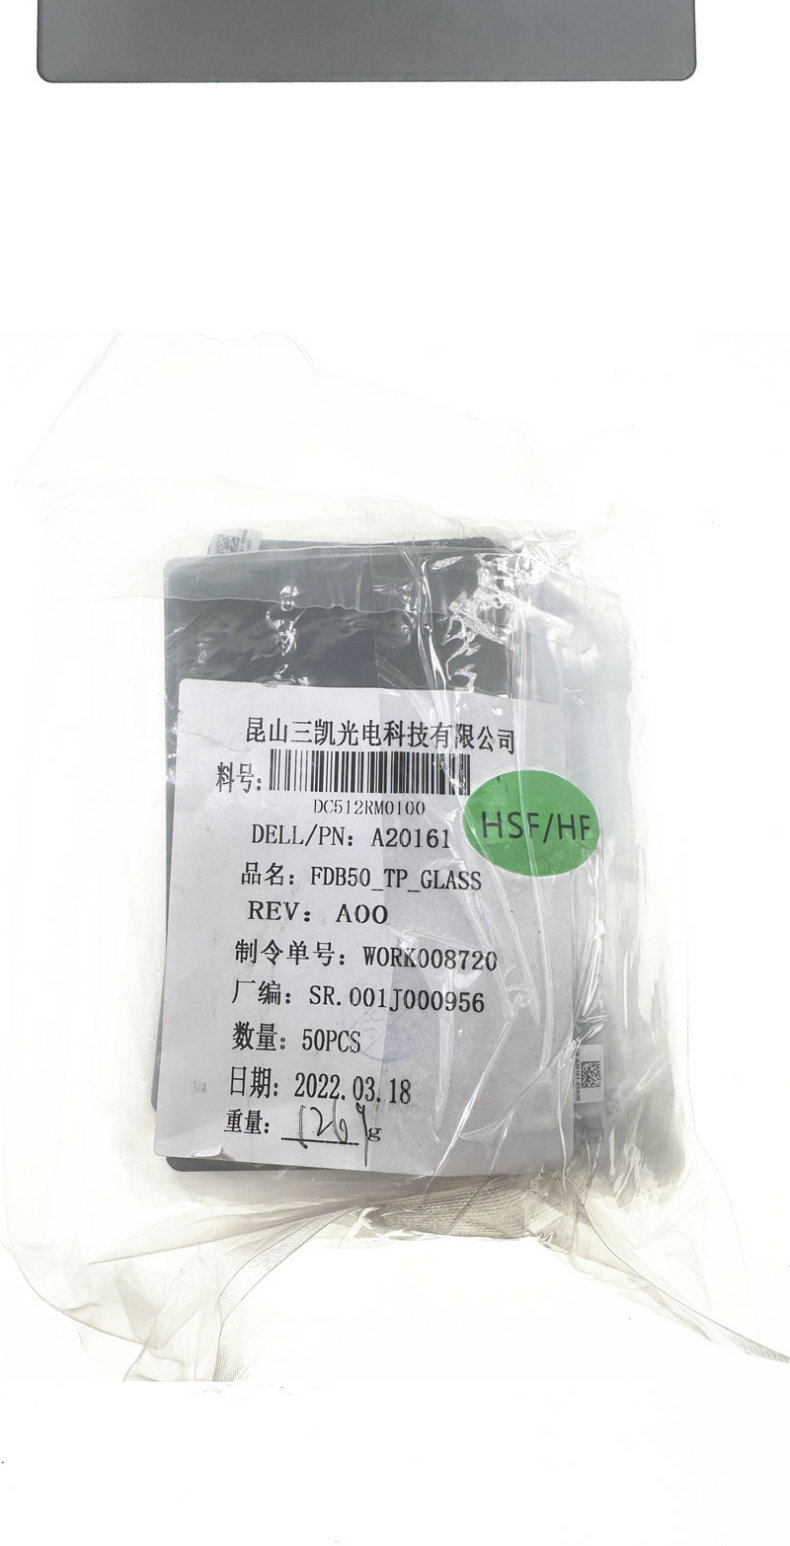 昆山三凯光电科技有限公司
料号:
DC512RM0100
DELL/PN: A20161
HSF/HF
品名: FDB50_TP_GLASS
REV: A00
制令单号: WORK008720
厂编: SR.001J000956
数量: 50PCS
日期: 2022.03.18
重量: g